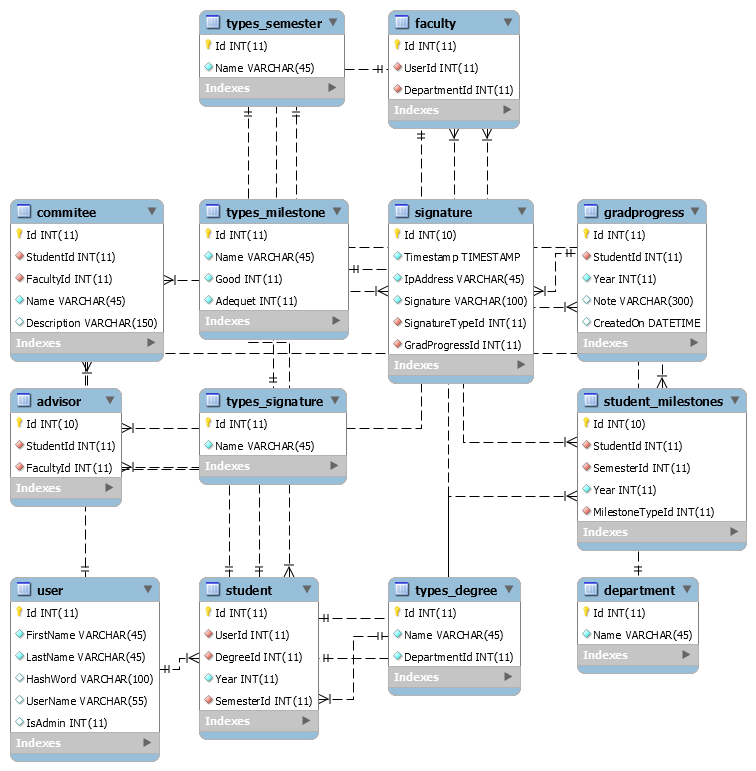 types_semester
Id INT(11)
Name VARCHAR(45)
Indexes
faculty
Id INT(11)
UserId INT(11)
DepartmentId INT(11)
Indexes
commitee
Id INT(11)
StudentId INT(11)
FacultyId INT(11)
Name VARCHAR(45)
Description VARCHAR(150)
Indexes
types_milestone
Id INT(11)
Name VARCHAR(45)
Good INT(11)
Adequet INT(11)
Indexes
signature
Id INT(10)
Timestamp TIMESTAMP
IpAddress VARCHAR(45)
Signature VARCHAR(100)
SignatureTypeId INT(11)
GradProgressId INT(11)
Indexes
gradprogress
Id INT(11)
StudentId INT(11)
Year INT(11)
Note VARCHAR(300)
CreatedOn DATETIME
Indexes
advisor
Id INT(10)
StudentId INT(11)
FacultyId INT(11)
Indexes
types_signature
Id INT(11)
Name VARCHAR(45)
Indexes
student_milestones
Id INT(10)
StudentId INT(11)
SemesterId INT(11)
Year INT(11)
MilestoneTypeId INT(11)
Indexes
user
Id INT(11)
FirstName VARCHAR(45)
LastName VARCHAR(45)
HashWord VARCHAR(100)
UserName VARCHAR(55)
IsAdmin INT(11)
Indexes
student
Id INT(11)
UserId INT(11)
DegreeId INT(11)
Year INT(11)
SemesterId INT(11)
Indexes
types_degree
Id INT(11)
Name VARCHAR(45)
DepartmentId INT(11)
Indexes
department
Id INT(11)
Name VARCHAR(45)
Indexes